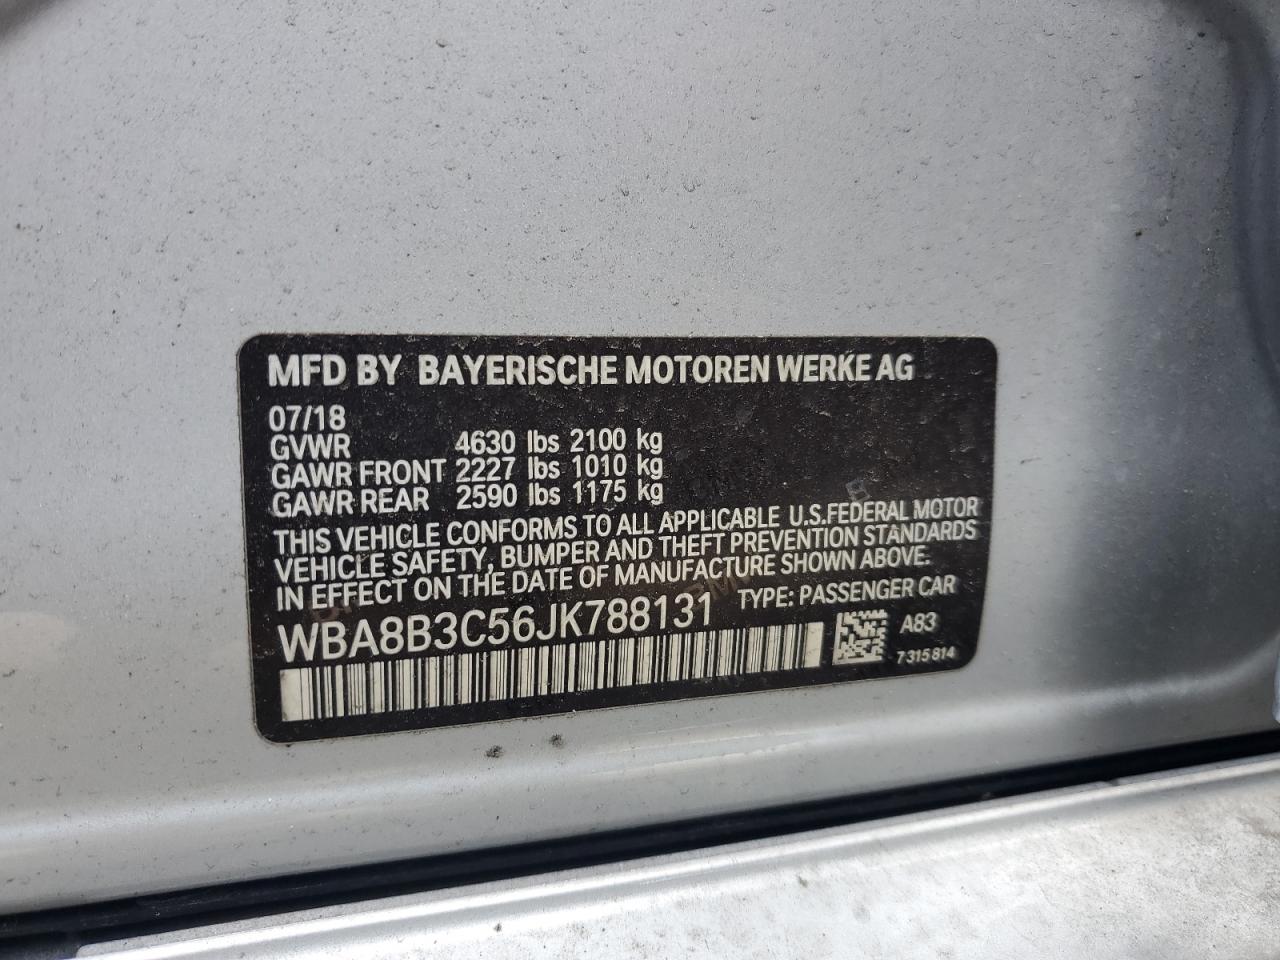 MFD BY BAYERISCHE MOTOREN WERKE AG
07/18
GVWR 4630 lbs 2100 kg
GAWR FRONT 2227 lbs 1010 kg
GAWR REAR 2590 lbs 1175 kg
THIS VEHICLE CONFORMS TO ALL APPLICABLE U.S.FEDERAL MOTOR
VEHICLE SAFETY, BUMPER AND THEFT PREVENTION STANDARDS
IN EFFECT ON THE DATE OF MANUFACTURE SHOWN ABOVE.
WBA8B3C56JK788131 TYPE: PASSENGER CAR
A83
7 315 814